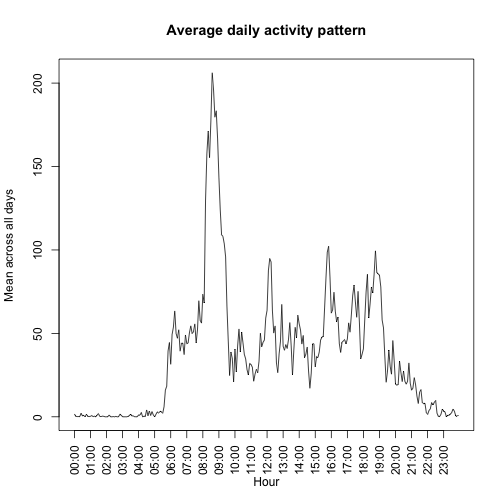 Average daily activity pattern
Mean across all days
200
150
100
50
0
00:00 01:00 02:00 03:00 04:00 05:00 06:00 07:00 08:00 09:00 10:00 11:00 12:00 13:00 14:00 15:00 16:00 17:00 18:00 19:00 20:00 21:00 22:00 23:00
Hour